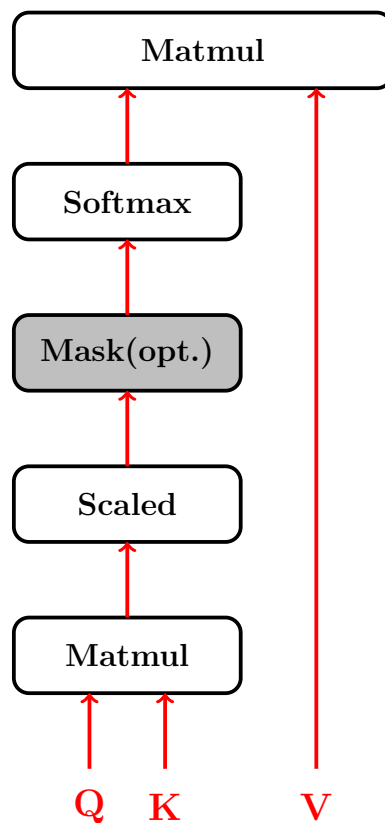 Matmul
Softmax
Mask(opt.)
Scaled
Matmul
Q K V